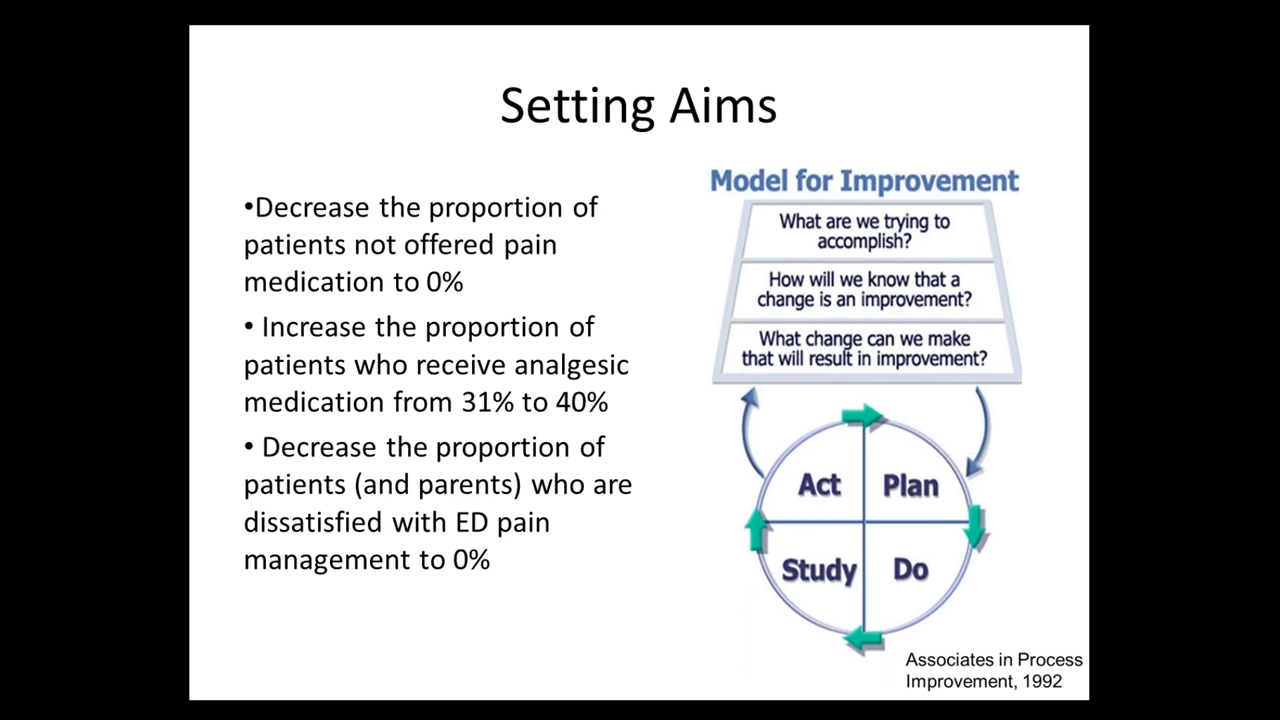 Setting Aims
•Decrease the proportion of
patients not offered pain
medication to 0%
• Increase the proportion of
patients who receive analgesic
medication from 31% to 40%
• Decrease the proportion of
patients (and parents) who are
dissatisfied with ED pain
management to 0%
Model for Improvement
What are we trying to
accomplish?
How will we know that a
change is an improvement?
What change can we make
that will result in improvement?
Act
Plan
Study
Do
Associates in Process
Improvement, 1992